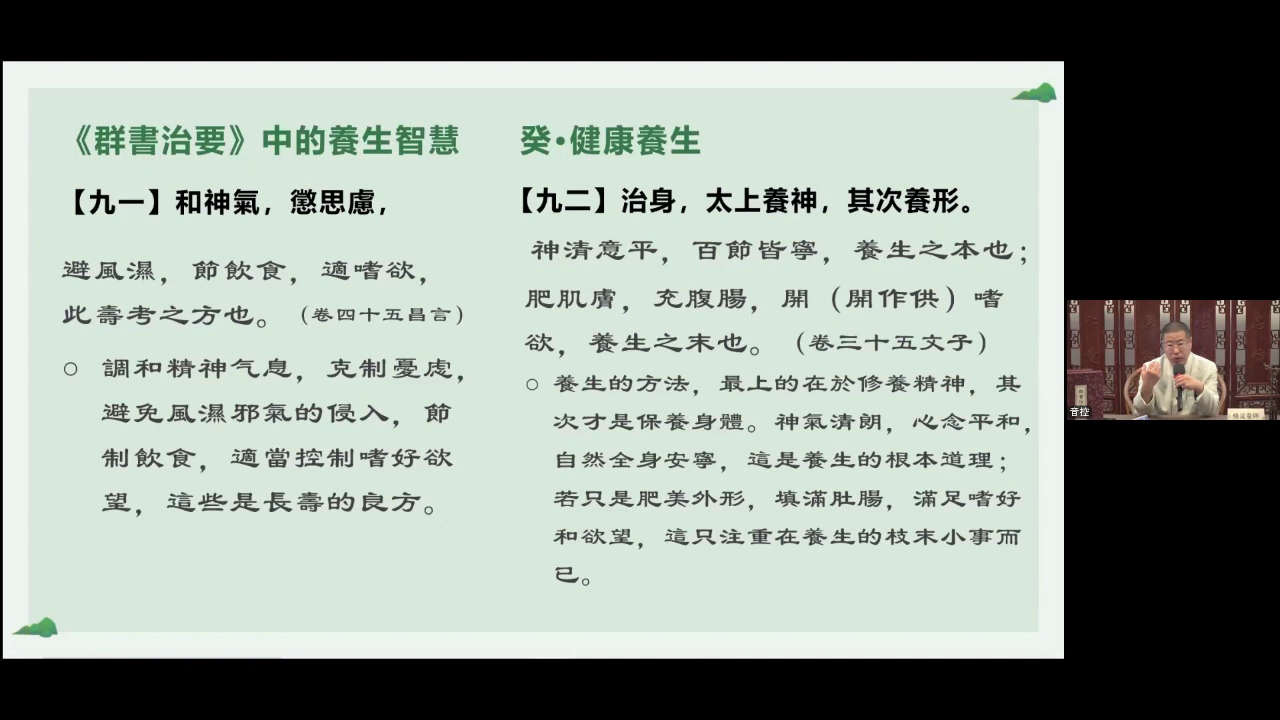 《群書治要》中的養生智慧
【九一】和神氣，懲思慮，
避風濕，節飲食，適嗜欲，
此壽考之方也。（卷四十五昌言）
○ 調和精神气息，克制憂虑，
避免風濕邪氣的侵入，節
制飲食，適當控制嗜好欲
望，這些是長壽的良方。
癸·健康養生
【九二】治身，太上養神，其次養形。
神清意平，百節皆寧，養生之本也；
肥肌膚，充腹腸，開（開作供）嗜
欲，養生之末也。（卷三十五文子）
○ 養生的方法，最上的在於修養精神，其
次才是保養身體。神氣清朗，心念平和，
自然全身安寧，這是養生的根本道理；
若只是肥美外形，填滿肚腸，滿足嗜好
和欲望，這只注重在養生的枝末小事而
已。
音控